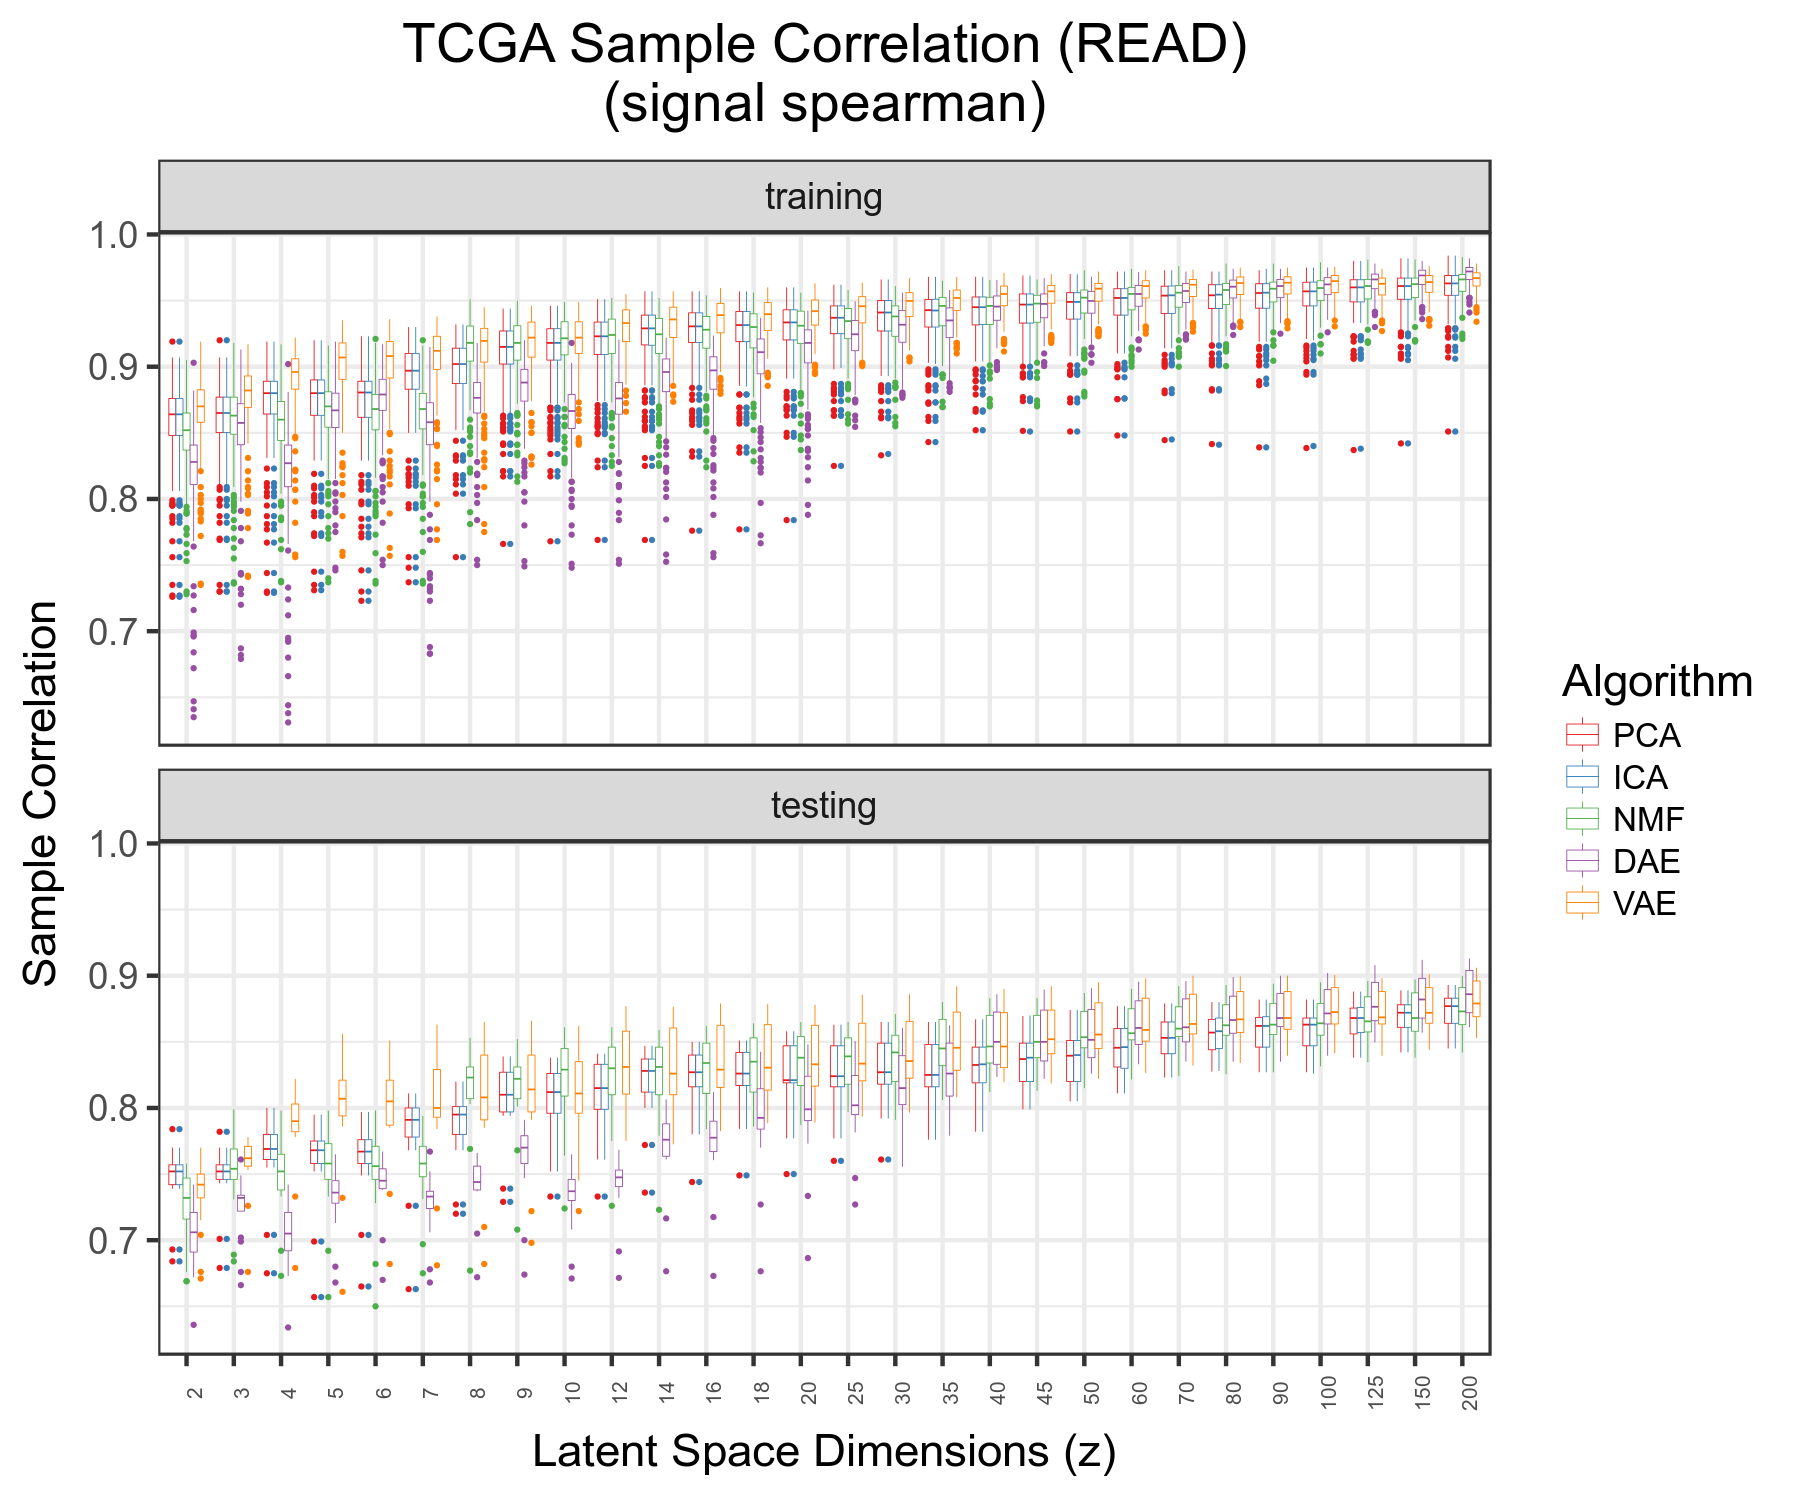 TCGA Sample Correlation (READ)
(signal spearman)
training
1.0
0.9
0.8
0.7
Sample Correlation
testing
1.0
0.9
0.8
0.7
2 3 4 5 6 7 8 9 10 12 14 16 18 20 25 30 35 40 45 50 60 70 80 90 100 125 150 200
Latent Space Dimensions (z)
Algorithm
PCA
ICA
NMF
DAE
VAE